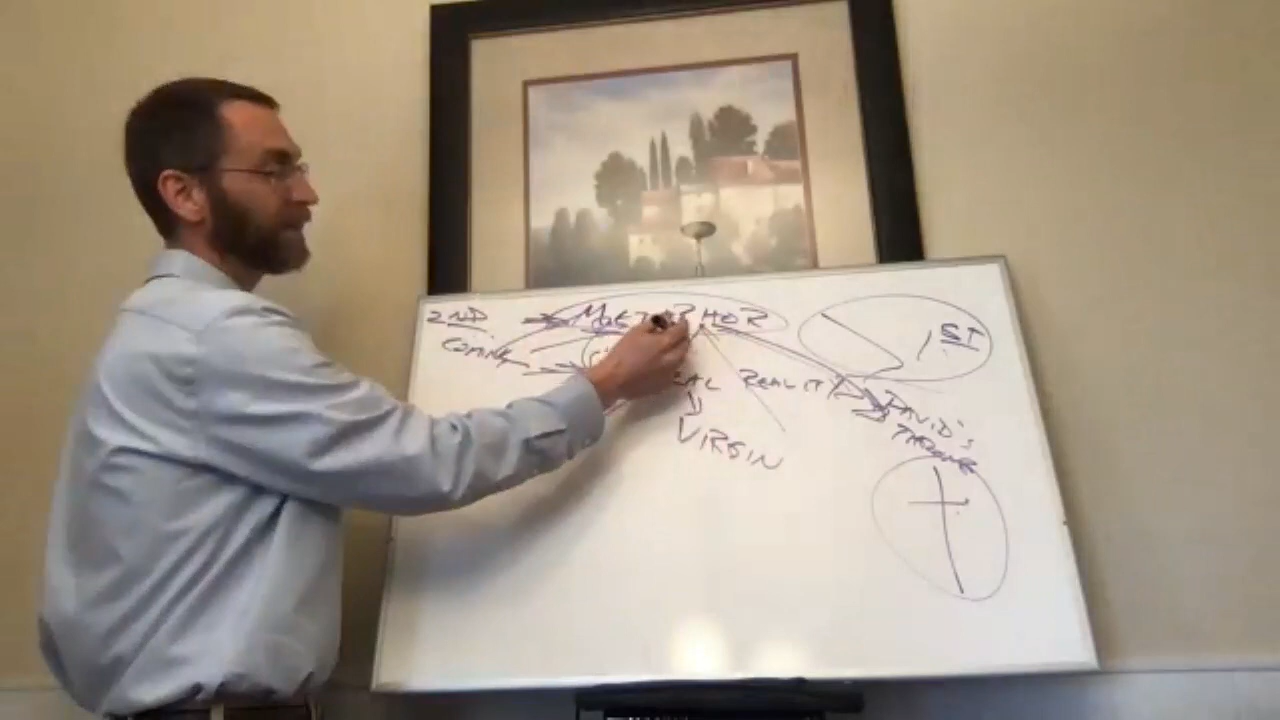 2ND METAPHOR 1ST
COMING
REALITY
DAVID'S
THRONE
VIRGIN